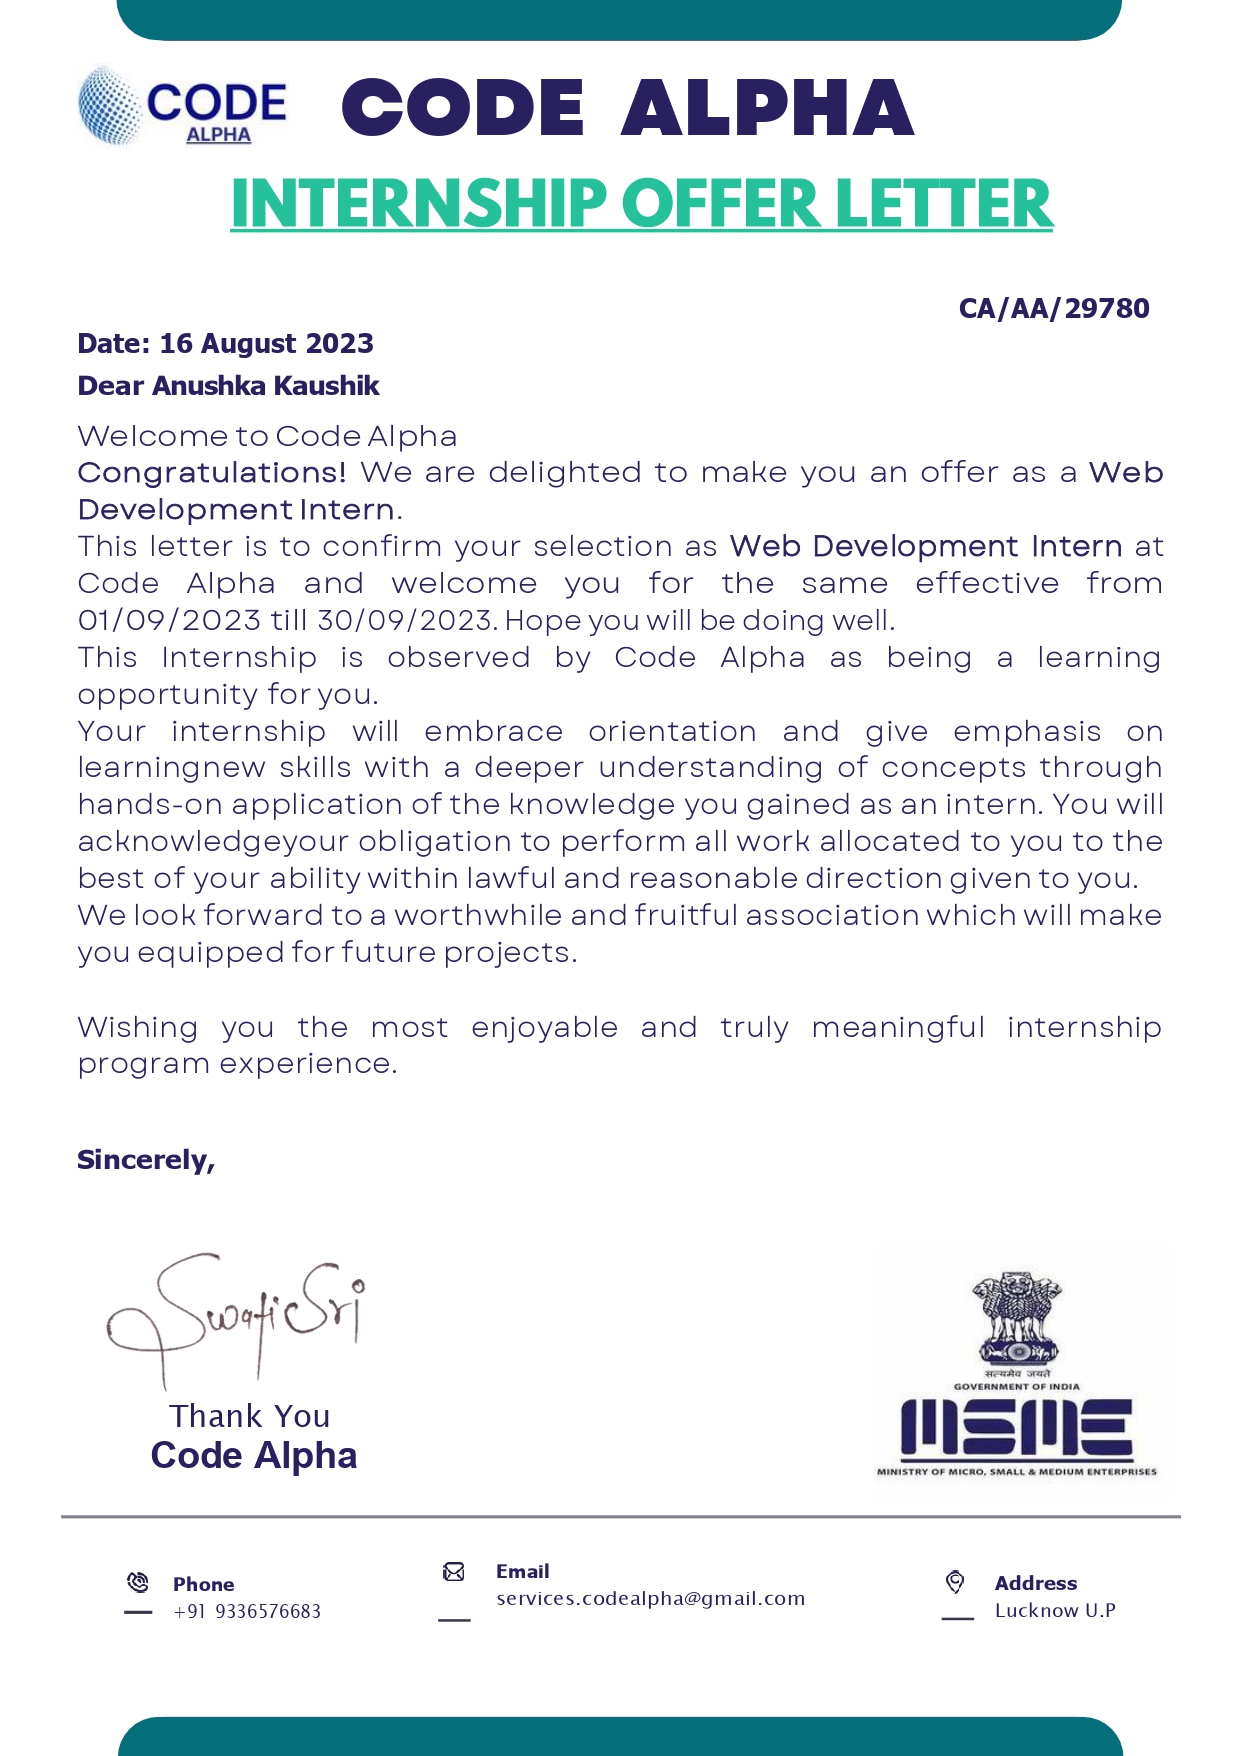 CODE
ALPHA
CODE ALPHA
INTERNSHIP OFFER LETTER
CA/AA/29780
Date: 16 August 2023
Dear Anushka Kaushik
Welcome to Code Alpha
Congratulations! We are delighted to make you an offer as a Web
Development Intern.
This letter is to confirm your selection as Web Development Intern at
Code Alpha and welcome you for the same effective from
01/09/2023 till 30/09/2023. Hope you will be doing well.
This Internship is observed by Code Alpha as being a learning
opportunity for you.
Your internship will embrace orientation and give emphasis on
learningnew skills with a deeper understanding of concepts through
hands-on application of the knowledge you gained as an intern. You will
acknowledgeyour obligation to perform all work allocated to you to the
best of your ability within lawful and reasonable direction given to you.
We look forward to a worthwhile and fruitful association which will make
you equipped for future projects.
Wishing you the most enjoyable and truly meaningful internship
program experience.
Sincerely,
Swati Sri
Thank You
Code Alpha
सत्यमेव जयते
GOVERNMENT OF INDIA
MSME
MINISTRY OF MICRO, SMALL & MEDIUM ENTERPRISES
Phone
+91 9336576683
Email
services.codealpha@gmail.com
Address
Lucknow U.P